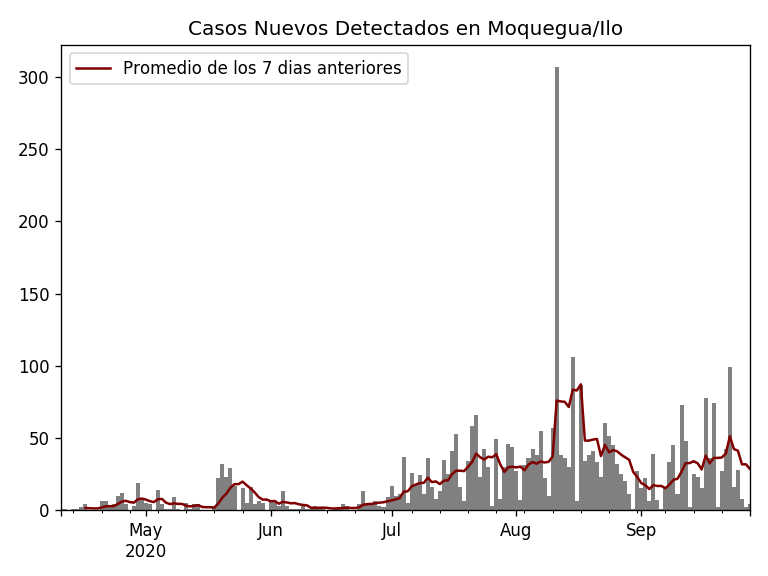 Casos Nuevos Detectados en Moquegua/Ilo
Promedio de los 7 dias anteriores
300
250
200
150
100
50
0
May Jun Jul Aug Sep
2020